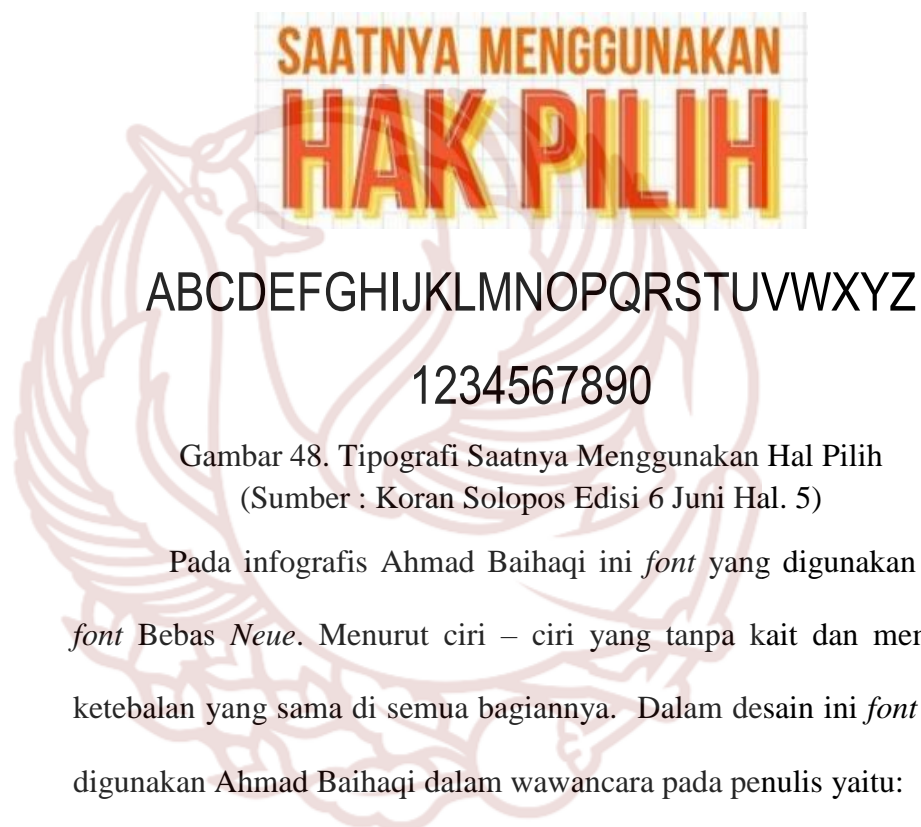 SAATNYA MENGGUNAKAN
HAK PILIH
ABCDEFGHIJKLMNOPQRSTUVWXYZ
1234567890
Gambar 48. Tipografi Saatnya Menggunakan Hal Pilih
(Sumber : Koran Solopos Edisi 6 Juni Hal. 5)
Pada infografis Ahmad Baihaqi ini font yang digunakan
font Bebas Neue. Menurut ciri – ciri yang tanpa kait dan
ketebalan yang sama di semua bagiannya. Dalam desain ini font
digunakan Ahmad Baihaqi dalam wawancara pada penulis yaitu: